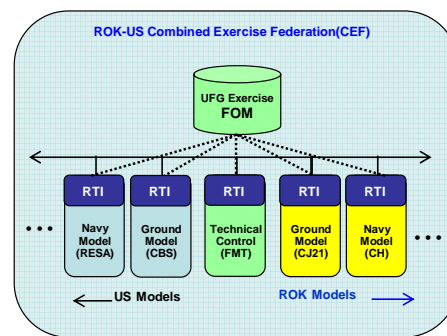 ROK-US Combined Exercise Federation(CEF)
UFG Exercise
FOM
RTI RTI RTI RTI RTI
Navy Model (RESA)
Ground Model (CBS)
Technical Control (FMT)
Ground Model (CJ21)
Navy Model (CH)
... ...
US Models
ROK Models